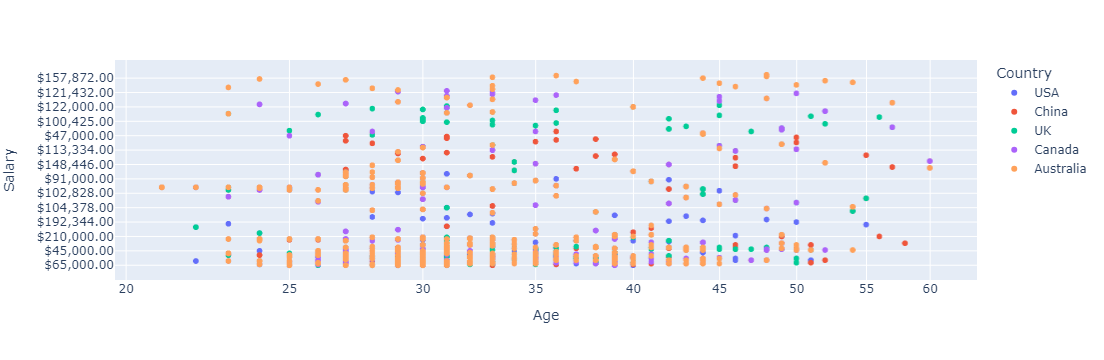 Country
USA
China
UK
Canada
Australia
Salary
$157,872.00
$121,432.00
$122,000.00
$100,425.00
$47,000.00
$113,334.00
$148,446.00
$91,000.00
$102,828.00
$104,378.00
$192,344.00
$210,000.00
$45,000.00
$65,000.00
20 25 30 35 40 45 50 55 60
Age